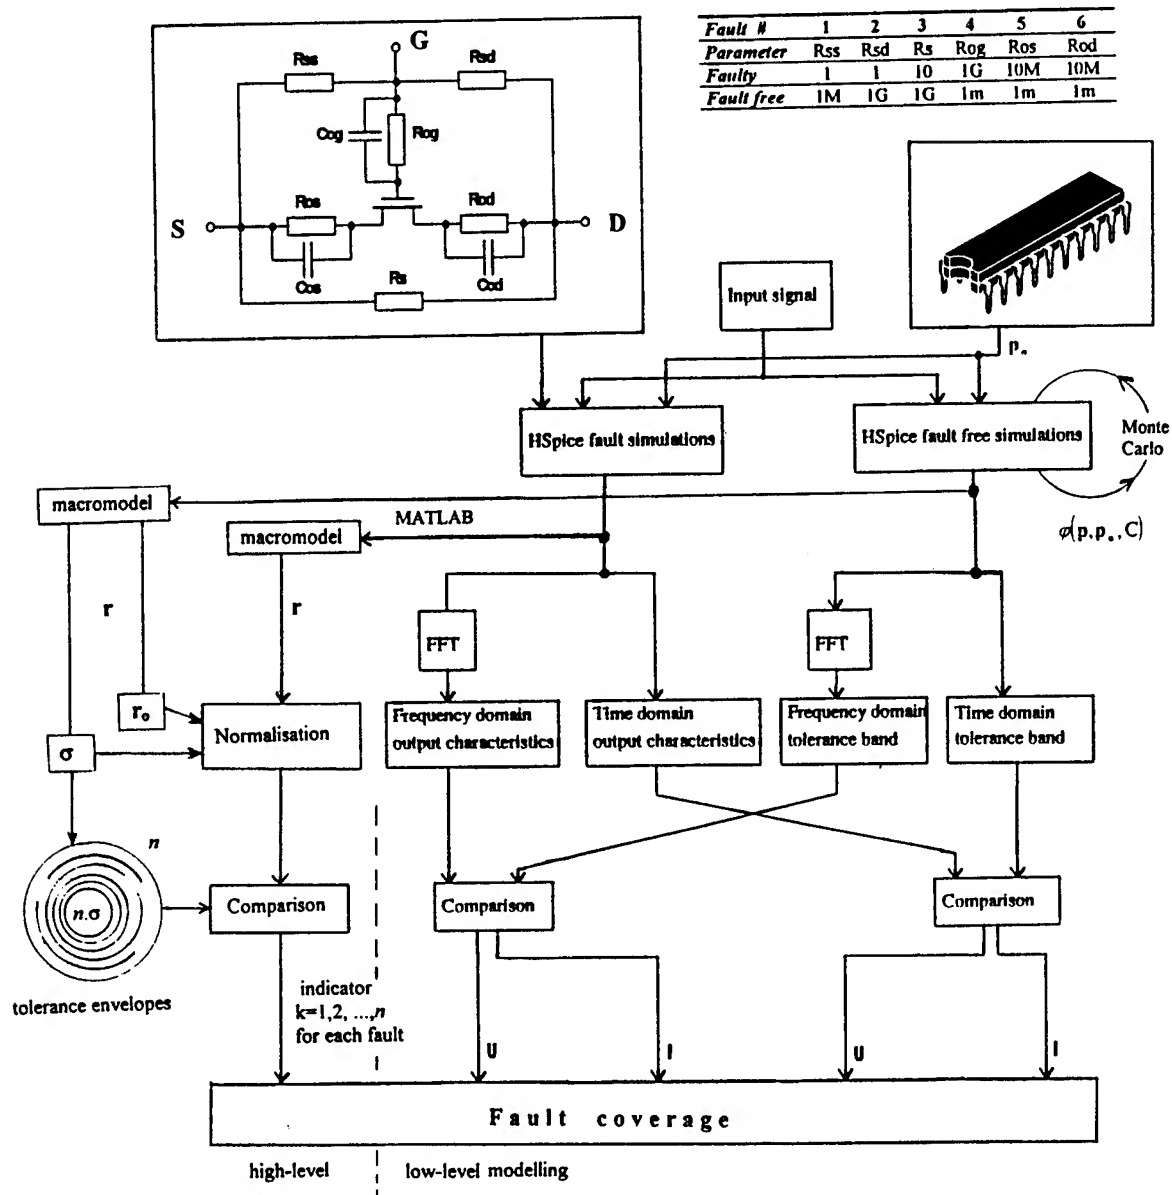 Fault # 1 2 3 4 5 6
Parameter Rss Rsd Rs Rog Ros Rod
Faulty 1 1 10 1G 10M 10M
Fault free 1M 1G 1G 1m 1m 1m
G
Rss
Rsd
Cog
Rog
Ros
Rod
S
D
Cos
Cod
Rs
Input signal
p₀
HSpice fault simulations
HSpice fault free simulations
Monte
Carlo
φ(p,p₀,C)
macromodel
MATLAB
macromodel
r
r
FFT
FFT
r₀
σ
Normalisation
Frequency domain
output characteristics
Time domain
output characteristics
Frequency domain
tolerance band
Time domain
tolerance band
n
n.σ
Comparison
Comparison
Comparison
tolerance envelopes
indicator
k=1,2, ...,n
for each fault
U
I
U
I
Fault coverage
high-level
low-level modelling